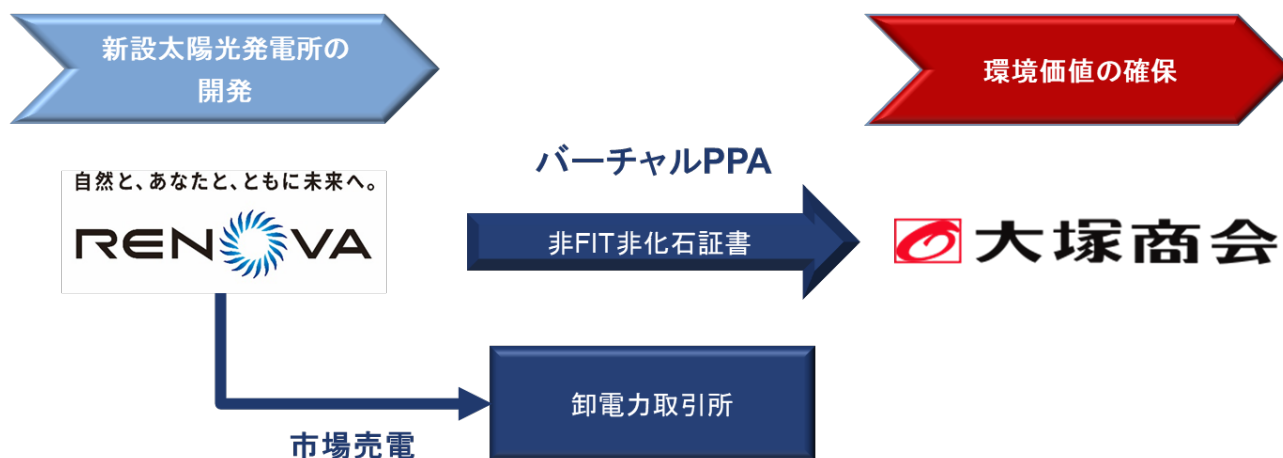 新設太陽光発電所の
開発
環境価値の確保
バーチャルPPA
自然と、あなたと、ともに未来へ。
RENOVA
非FIT非化石証書
大塚商会
卸電力取引所
市場売電